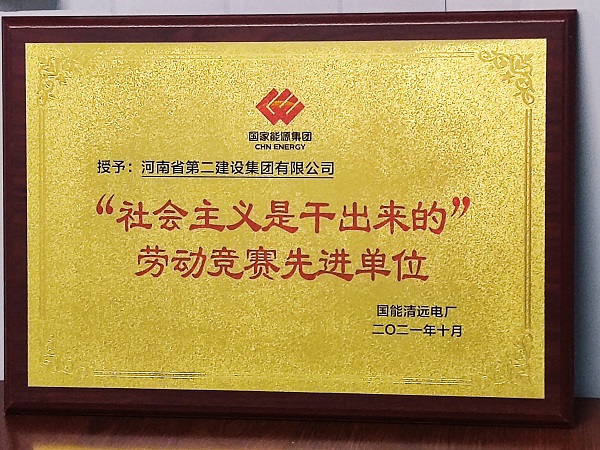 国家能源集团
CHN ENERGY
授予：河南省第二建设集团有限公司
“社会主义是干出来的”
劳动竞赛先进单位
国能清远电厂
二〇二一年十月